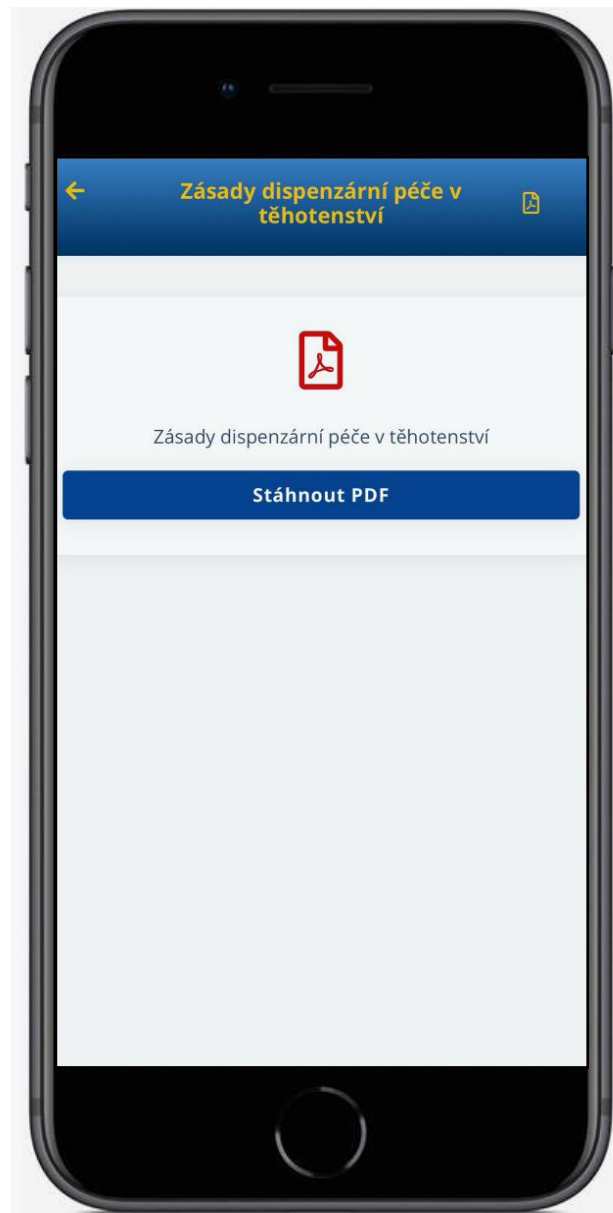 Zásady dispenzární péče v
těhotenství
Zásady dispenzární péče v těhotenství
Stáhnout PDF